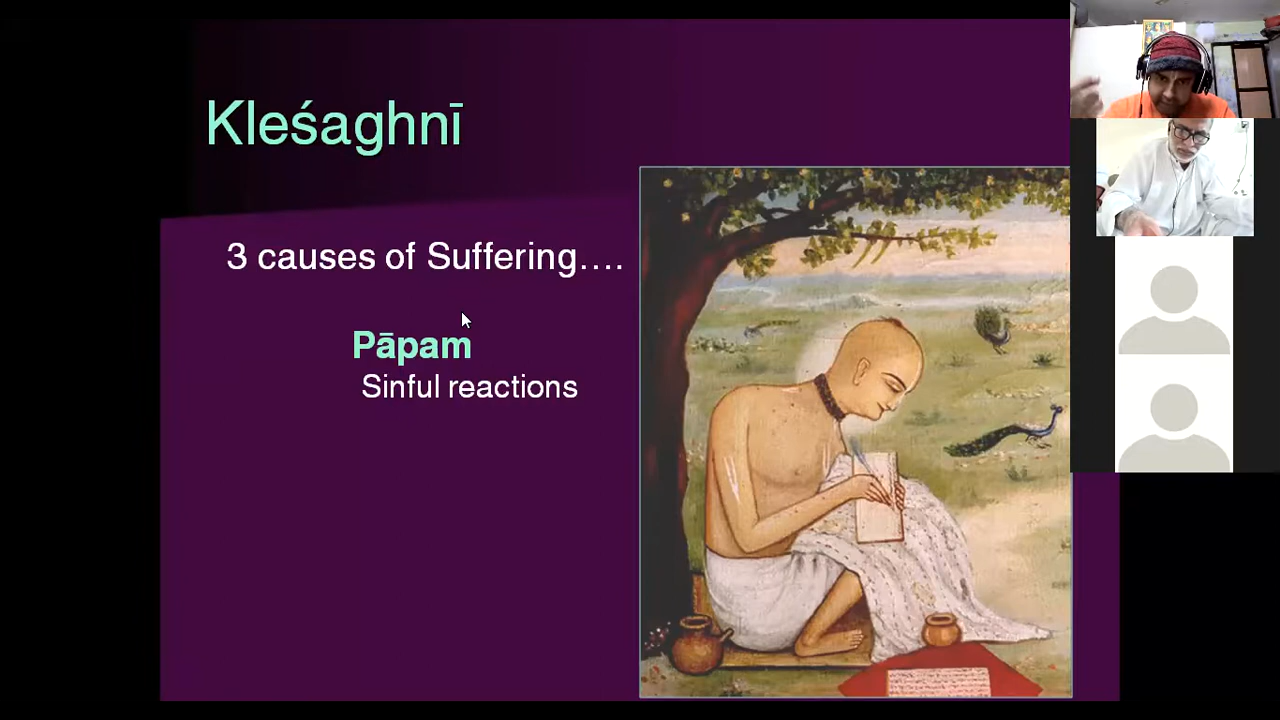 Kleśaghnī
3 causes of Suffering….
Pāpam
Sinful reactions